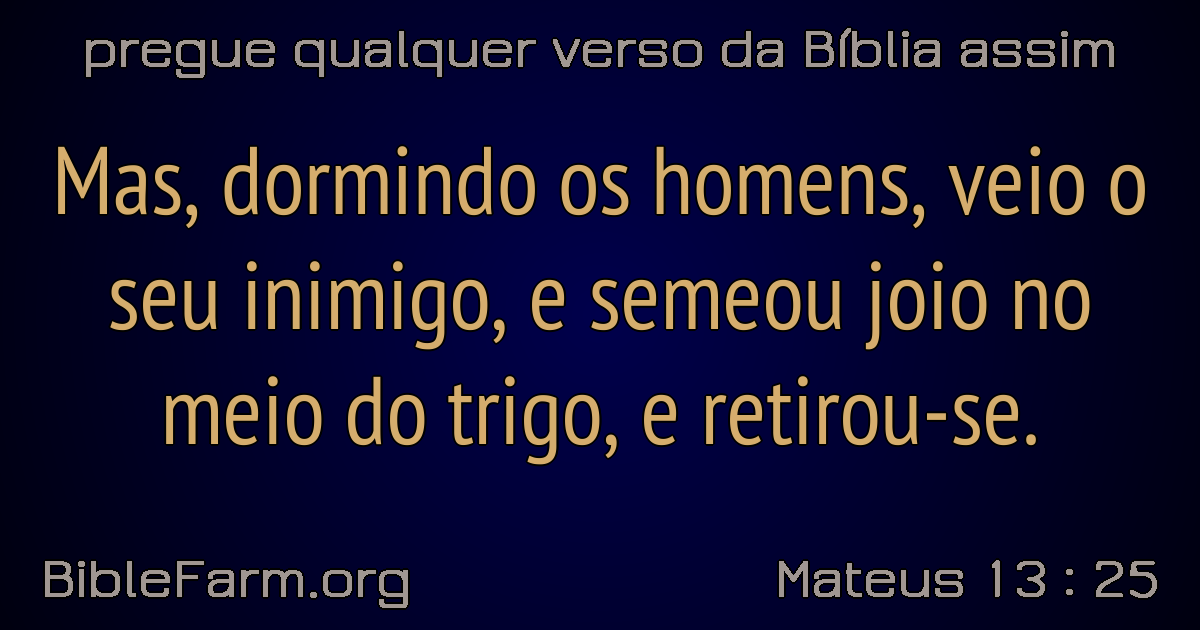 pregue qualquer verso da Bíblia assim
Mas, dormindo os homens, veio o
seu inimigo, e semeou joio no
meio do trigo, e retirou-se.
BibleFarm.org
Mateus 13 : 25